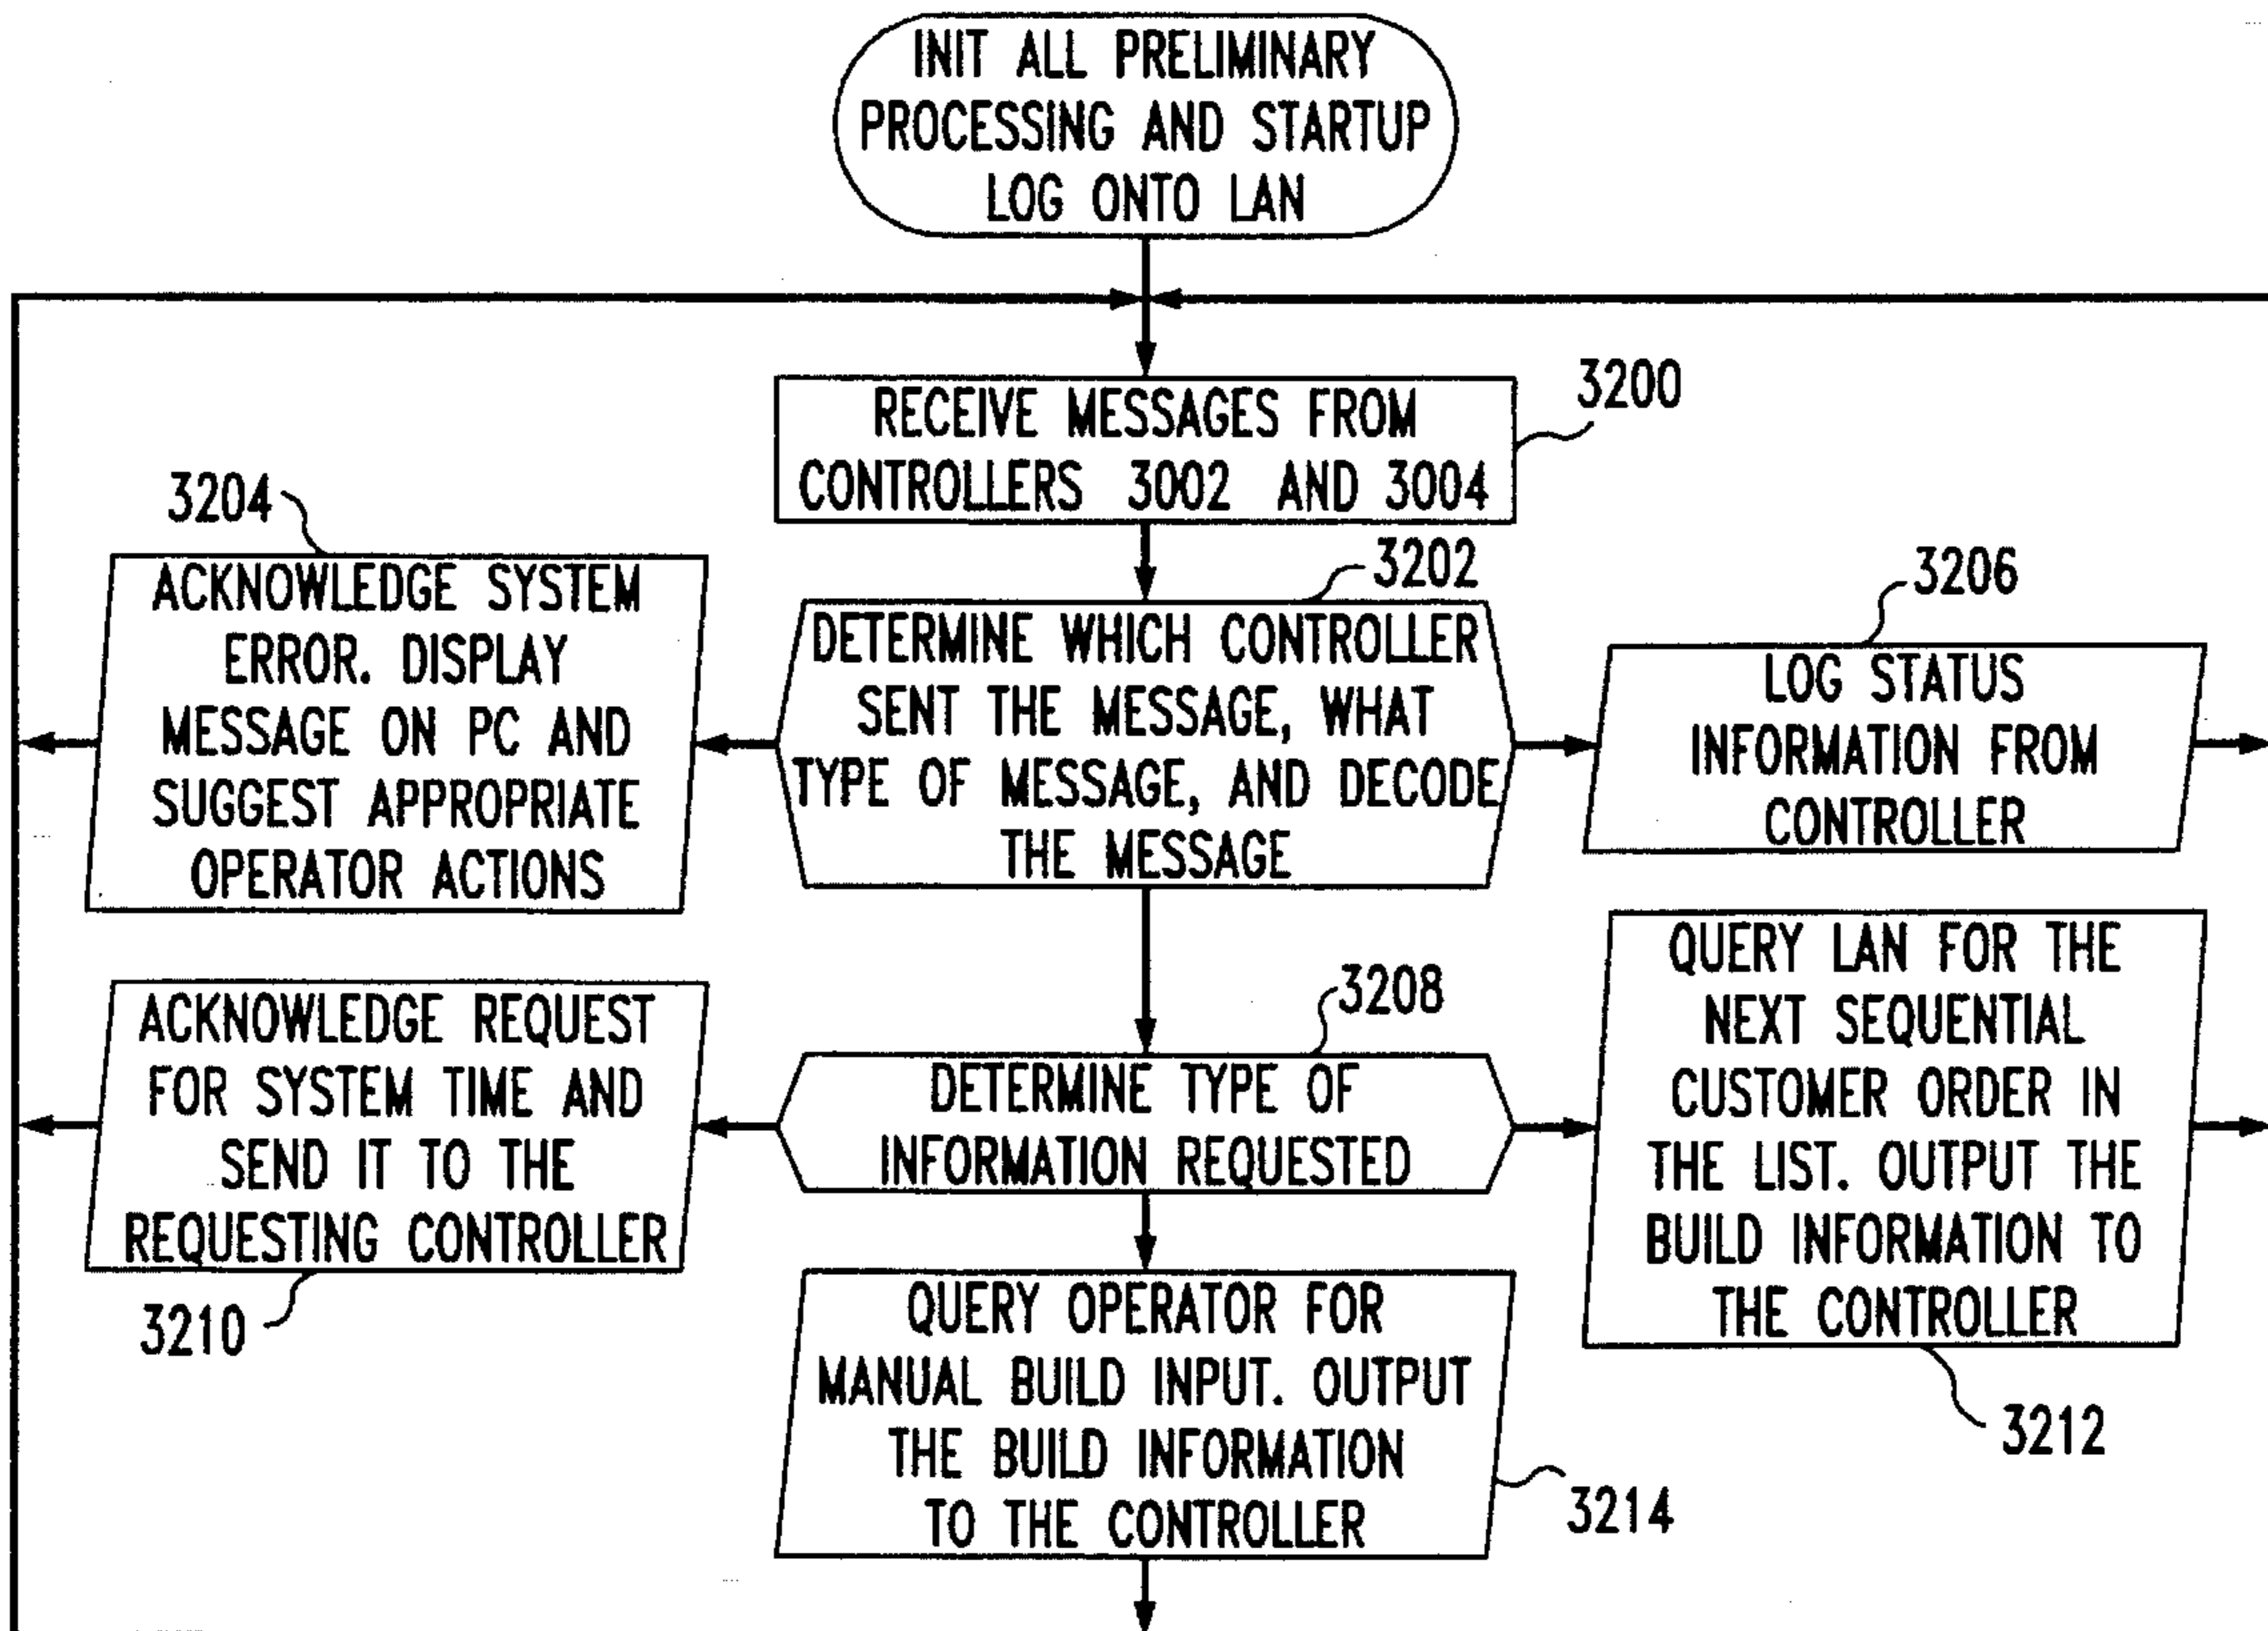 INIT ALL PRELIMINARY
PROCESSING AND STARTUP
LOG ONTO LAN
RECEIVE MESSAGES FROM
CONTROLLERS 3002 AND 3004
3200
3204
ACKNOWLEDGE SYSTEM
ERROR. DISPLAY
MESSAGE ON PC AND
SUGGEST APPROPRIATE
OPERATOR ACTIONS
3202
DETERMINE WHICH CONTROLLER
SENT THE MESSAGE, WHAT
TYPE OF MESSAGE, AND DECODE
THE MESSAGE
3206
LOG STATUS
INFORMATION FROM
CONTROLLER
ACKNOWLEDGE REQUEST
FOR SYSTEM TIME AND
SEND IT TO THE
REQUESTING CONTROLLER
3210
3208
DETERMINE TYPE OF
INFORMATION REQUESTED
QUERY LAN FOR THE
NEXT SEQUENTIAL
CUSTOMER ORDER IN
THE LIST. OUTPUT THE
BUILD INFORMATION TO
THE CONTROLLER
3212
QUERY OPERATOR FOR
MANUAL BUILD INPUT. OUTPUT
THE BUILD INFORMATION
TO THE CONTROLLER
3214